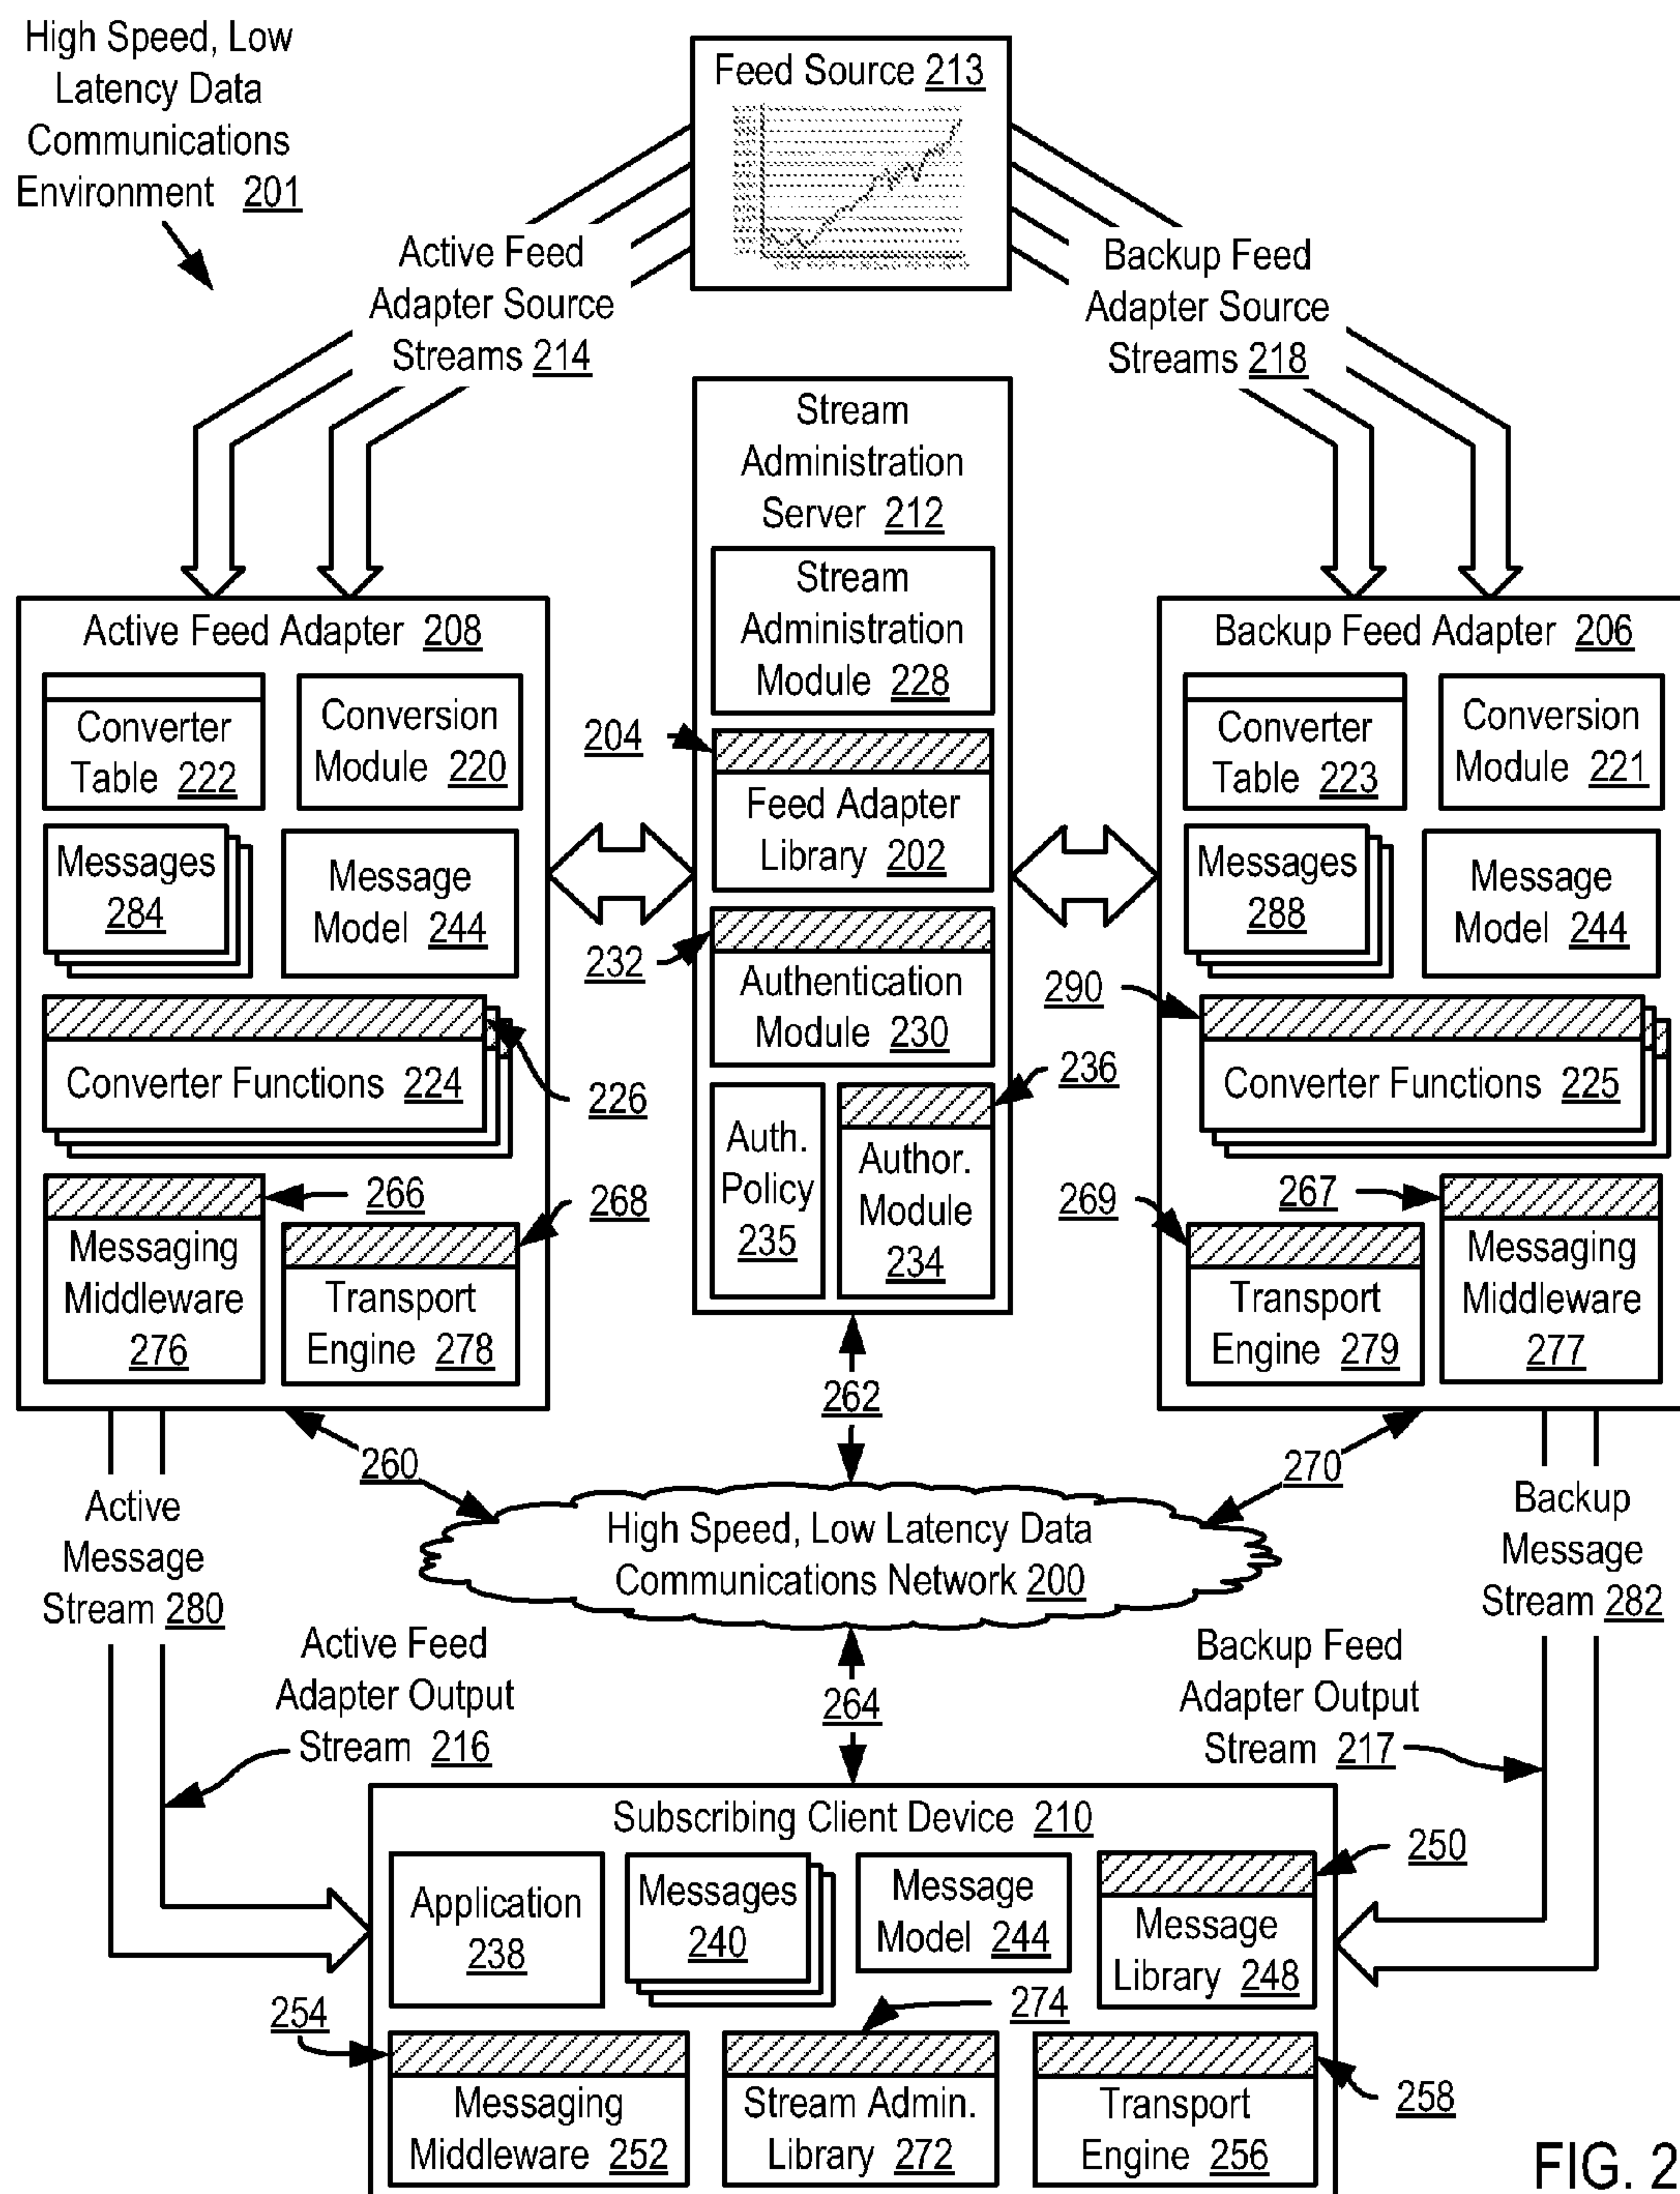 High Speed, Low
Latency Data
Communications
Environment 201
Feed Source 213
Active Feed
Adapter Source
Streams 214
Backup Feed
Adapter Source
Streams 218
Stream
Administration
Server 212
Stream
Administration
Module 228
204
Feed Adapter
Library 202
232
Authentication
Module 230
236
Auth.
Policy
235
Author.
Module
234
Active Feed Adapter 208
Converter
Table 222
Conversion
Module 220
Messages
284
Message
Model 244
Converter Functions 224
226
266
268
Messaging
Middleware
276
Transport
Engine 278
Backup Feed Adapter 206
Converter
Table 223
Conversion
Module 221
Messages
288
Message
Model 244
290
Converter Functions 225
269
267
Transport
Engine 279
Messaging
Middleware
277
262
260
270
High Speed, Low Latency Data
Communications Network 200
Active
Message
Stream 280
Backup
Message
Stream 282
Active Feed
Adapter Output
Stream 216
264
Backup Feed
Adapter Output
Stream 217
Subscribing Client Device 210
250
Application
238
Messages
240
Message
Model 244
Message
Library 248
254
274
258
Messaging
Middleware 252
Stream Admin.
Library 272
Transport
Engine 256
FIG. 2